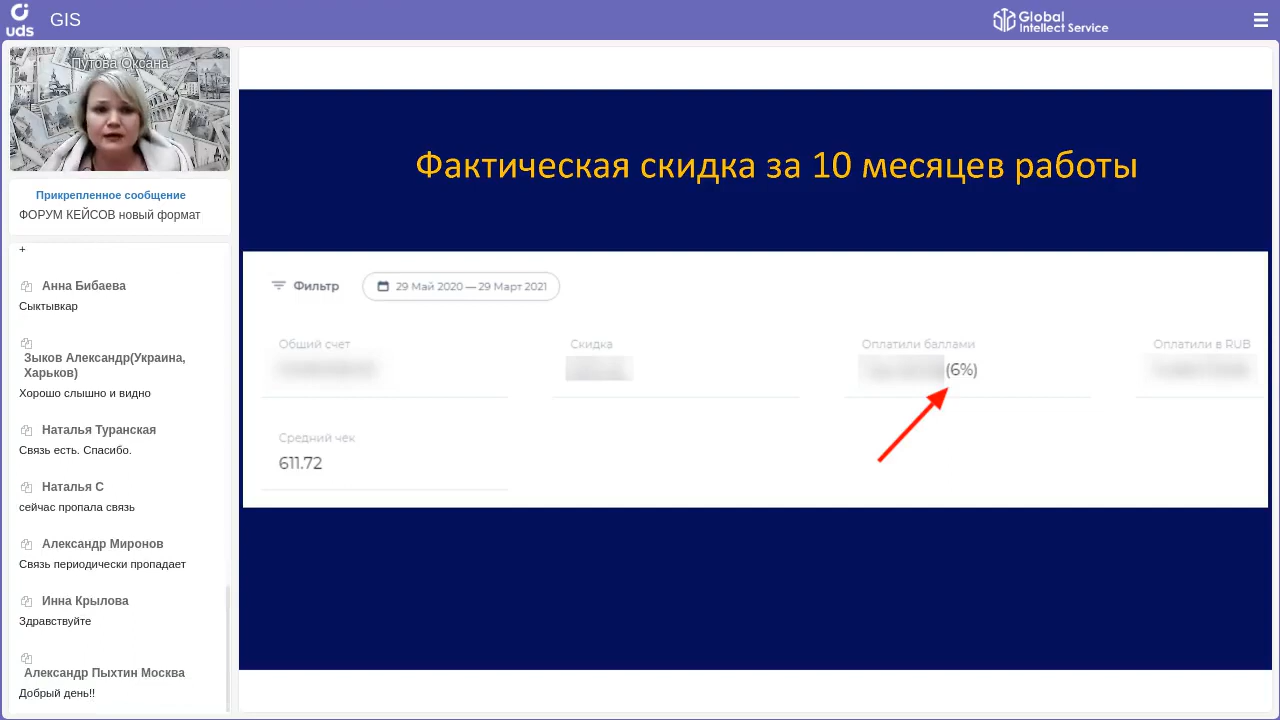 uds
GIS
Global
Intellect Service
Путова Оксана
Прикрепленное сообщение
ФОРУМ КЕЙСОВ новый формат
+
Анна Бибаева
Сыктывкар
Зыков Александр(Украина,
Харьков)
Хорошо слышно и видно
Наталья Туранская
Связь есть. Спасибо.
Наталья С
сейчас пропала связь
Александр Миронов
Связь периодически пропадает
Инна Крылова
Здравствуйте
Александр Пыхтин Москва
Добрый день!!
Фактическая скидка за 10 месяцев работы
Фильтр
29 Май 2020 — 29 Март 2021
Общий счет
Скидка
Оплатили баллами
Оплатили в RUB
(6%)
Средний чек
611.72